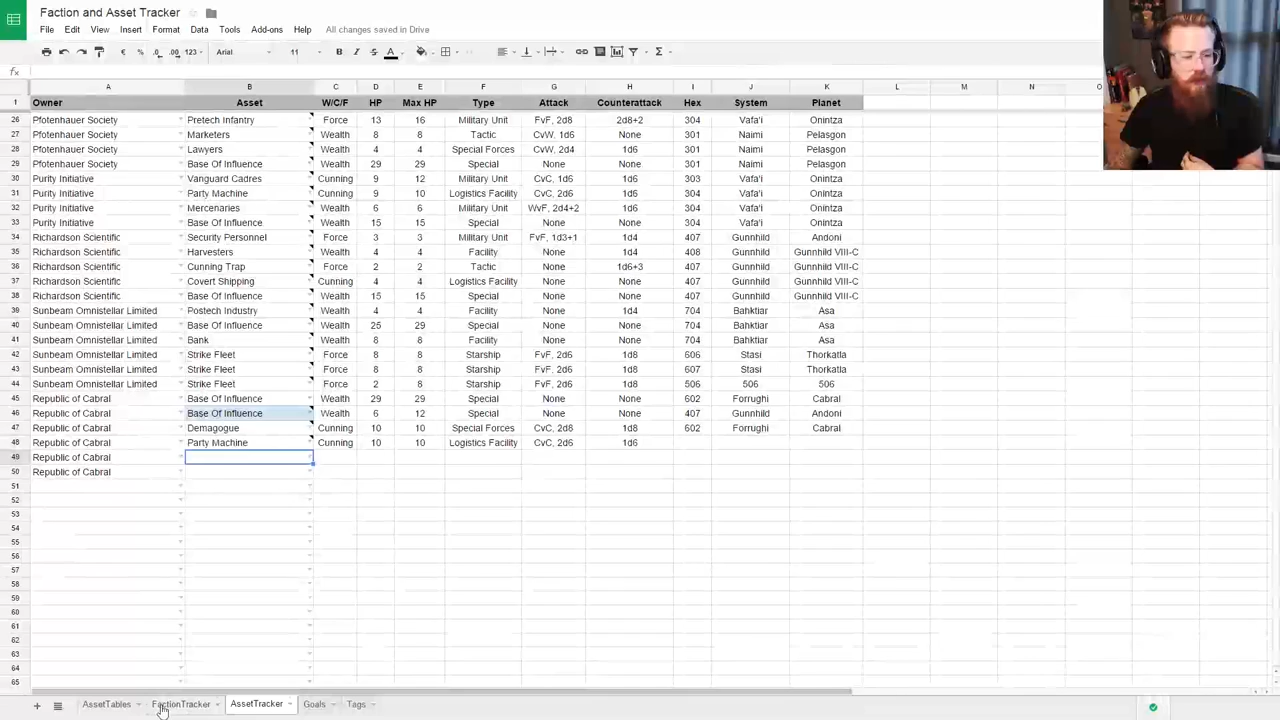 Faction and Asset Tracker
File Edit View Insert Format Data Tools Add-ons Help All changes saved in Drive
€ % .0 .00 123 Arial 11 B I S A Σ
fx
A B C D E F G H I J K L M N O
1 Owner Asset W/C/F HP Max HP Type Attack Counterattack Hex System Planet
26 Pfotenhauer Society Pretech Infantry Force 13 16 Military Unit FvF, 2d8 2d8+2 304 Vafa'i Onintza
27 Pfotenhauer Society Marketers Wealth 8 8 Tactic CvW, 1d6 None 301 Naimi Pelasgon
28 Pfotenhauer Society Lawyers Wealth 4 4 Special Forces CvW, 2d4 1d6 301 Naimi Pelasgon
29 Pfotenhauer Society Base Of Influence Wealth 29 29 Special None None 301 Naimi Pelasgon
30 Purity Initiative Vanguard Cadres Cunning 9 12 Military Unit CvC, 1d6 1d6 303 Vafa'i Onintza
31 Purity Initiative Party Machine Cunning 9 10 Logistics Facility CvC, 2d6 1d6 304 Vafa'i Onintza
32 Purity Initiative Mercenaries Wealth 6 6 Military Unit WvF, 2d4+2 None 304 Vafa'i Onintza
33 Purity Initiative Base Of Influence Wealth 15 15 Special None None 304 Vafa'i Onintza
34 Richardson Scientific Security Personnel Force 3 3 Military Unit FvF, 1d3+1 1d4 407 Gunnhild Andoni
35 Richardson Scientific Harvesters Wealth 4 4 Facility None 1d4 408 Gunnhild Gunnhild VIII-C
36 Richardson Scientific Cunning Trap Force 2 2 Tactic None 1d6+3 407 Gunnhild Gunnhild VIII-C
37 Richardson Scientific Covert Shipping Cunning 4 4 Logistics Facility None None 407 Gunnhild Gunnhild VIII-C
38 Richardson Scientific Base Of Influence Wealth 15 15 Special None None 407 Gunnhild Gunnhild VIII-C
39 Sunbeam Omnistellar Limited Postech Industry Wealth 4 4 Facility None 1d4 704 Bahktiar Asa
40 Sunbeam Omnistellar Limited Base Of Influence Wealth 25 29 Special None None 704 Bahktiar Asa
41 Sunbeam Omnistellar Limited Bank Wealth 8 8 Facility None None 704 Bahktiar Asa
42 Sunbeam Omnistellar Limited Strike Fleet Force 8 8 Starship FvF, 2d6 1d8 606 Stasi Thorkatla
43 Sunbeam Omnistellar Limited Strike Fleet Force 8 8 Starship FvF, 2d6 1d8 607 Stasi Thorkatla
44 Sunbeam Omnistellar Limited Strike Fleet Force 2 8 Starship FvF, 2d6 1d8 506 506 506
45 Republic of Cabral Base Of Influence Wealth 29 29 Special None None 602 Forrughi Cabral
46 Republic of Cabral Base Of Influence Wealth 6 12 Special None None 407 Gunnhild Andoni
47 Republic of Cabral Demagogue Cunning 10 10 Special Forces CvC, 2d8 1d8 602 Forrughi Cabral
48 Republic of Cabral Party Machine Cunning 10 10 Logistics Facility CvC, 2d6 1d6
49 Republic of Cabral
50 Republic of Cabral
51
52
53
54
55
56
57
58
59
60
61
62
63
64
65
AssetTables FactionTracker AssetTracker Goals Tags